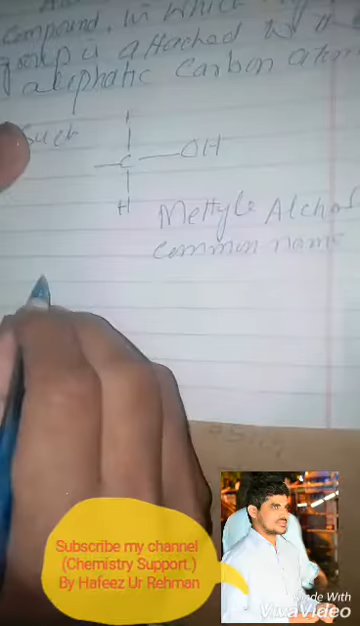 Compound, in which
group is attached
aliphatic carbon atom
Such
C — OH
H
Methyle Alchol
common name
Subscribe my channel
(Chemistry Support.)
By Hafeez Ur Rehman
Made With
VivaVideo